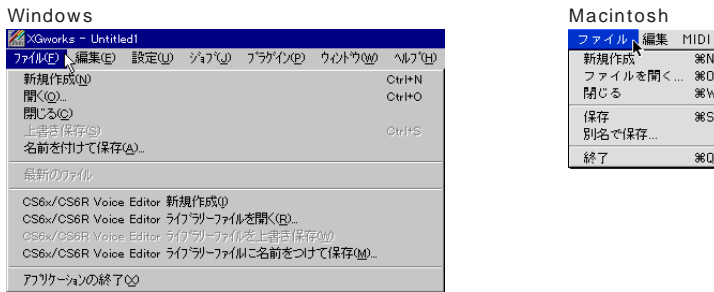 Windows
XGworks - Untitled1
ファイル(F) 編集(E) 設定(U) ジョブ(J) プラグイン(P) ウィンドウ(W) ヘルプ(H)
新規作成(N) Ctrl+N
開く(O)... Ctrl+O
閉じる(C)
上書き保存(S) Ctrl+S
名前を付けて保存(A)...
最新のファイル
CS6x/CS6R Voice Editor 新規作成(I)
CS6x/CS6R Voice Editor ライブラリーファイルを開く(R)...
CS6x/CS6R Voice Editor ライブラリーファイルを上書き保存(W)
CS6x/CS6R Voice Editor ライブラリーファイルに名前をつけて保存(M)...
アプリケーションの終了(X)
Macintosh
ファイル 編集 MIDI
新規作成 ⌘N
ファイルを開く... ⌘O
閉じる ⌘W
保存 ⌘S
別名で保存...
終了 ⌘Q